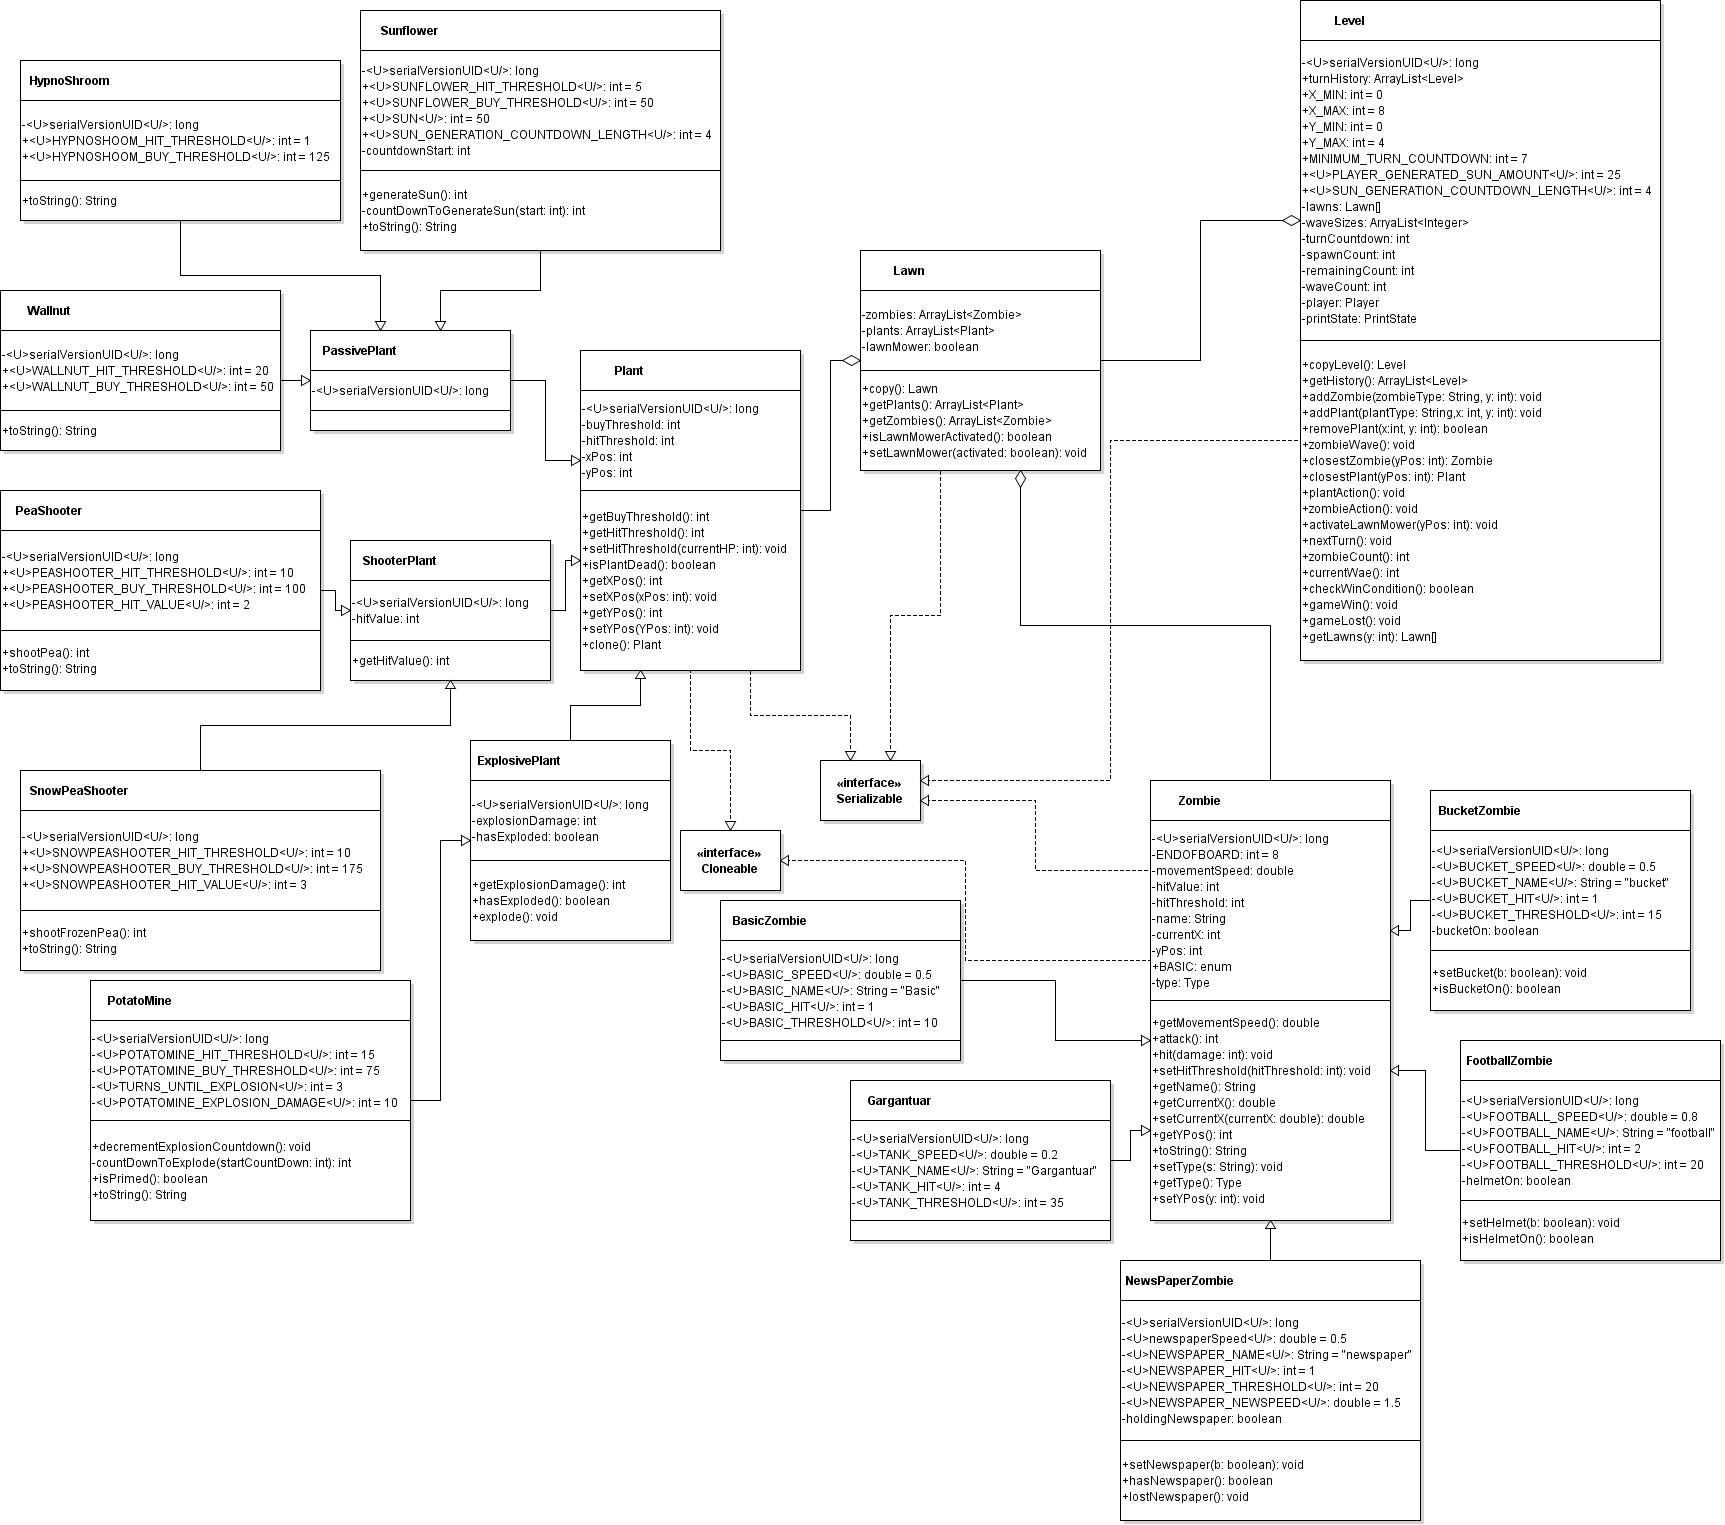 HypnoShroom
-<U>serialVersionUID<U/>: long
+<U>HYPNOSHOOM_HIT_THRESHOLD<U/>: int = 1
+<U>HYPNOSHOOM_BUY_THRESHOLD<U/>: int = 125
+toString(): String
Sunflower
-<U>serialVersionUID<U/>: long
+<U>SUNFLOWER_HIT_THRESHOLD<U/>: int = 5
+<U>SUNFLOWER_BUY_THRESHOLD<U/>: int = 50
+<U>SUN<U/>: int = 50
+<U>SUN_GENERATION_COUNTDOWN_LENGTH<U/>: int = 4
-countdownStart: int
+generateSun(): int
-countDownToGenerateSun(start: int): int
+toString(): String
Level
-<U>serialVersionUID<U/>: long
+turnHistory: ArrayList<Level>
+X_MIN: int = 0
+X_MAX: int = 8
+Y_MIN: int = 0
+Y_MAX: int = 4
+MINIMUM_TURN_COUNTDOWN: int = 7
+<U>PLAYER_GENERATED_SUN_AMOUNT<U/>: int = 25
+<U>SUN_GENERATION_COUNTDOWN_LENGTH<U/>: int = 4
-lawns: Lawn[]
-waveSizes: ArryaList<Integer>
-turnCountdown: int
-spawnCount: int
-remainingCount: int
-waveCount: int
-player: Player
-printState: PrintState
+copyLevel(): Level
+getHistory(): ArrayList<Level>
+addZombie(zombieType: String, y: int): void
+addPlant(plantType: String,x: int, y: int): void
+removePlant(x:int, y: int): boolean
+zombieWave(): void
+closestZombie(yPos: int): Zombie
+closestPlant(yPos: int): Plant
+plantAction(): void
+zombieAction(): void
+activateLawnMower(yPos: int): void
+nextTurn(): void
+zombieCount(): int
+currentWae(): int
+checkWinCondition(): boolean
+gameWin(): void
+gameLost(): void
+getLawns(y: int): Lawn[]
Wallnut
-<U>serialVersionUID<U/>: long
+<U>WALLNUT_HIT_THRESHOLD<U/>: int = 20
+<U>WALLNUT_BUY_THRESHOLD<U/>: int = 50
+toString(): String
PassivePlant
-<U>serialVersionUID<U/>: long
Plant
-<U>serialVersionUID<U/>: long
-buyThreshold: int
-hitThreshold: int
-xPos: int
-yPos: int
+getBuyThreshold(): int
+getHitThreshold(): int
+setHitThreshold(currentHP: int): void
+isPlantDead(): boolean
+getXPos(): int
+setXPos(xPos: int): void
+getYPos(): int
+setYPos(YPos: int): void
+clone(): Plant
Lawn
-zombies: ArrayList<Zombie>
-plants: ArrayList<Plant>
-lawnMower: boolean
+copy(): Lawn
+getPlants(): ArrayList<Plant>
+getZombies(): ArrayList<Zombie>
+isLawnMowerActivated(): boolean
+setLawnMower(activated: boolean): void
PeaShooter
-<U>serialVersionUID<U/>: long
+<U>PEASHOOTER_HIT_THRESHOLD<U/>: int = 10
+<U>PEASHOOTER_BUY_THRESHOLD<U/>: int = 100
+<U>PEASHOOTER_HIT_VALUE<U/>: int = 2
+shootPea(): int
+toString(): String
ShooterPlant
-<U>serialVersionUID<U/>: long
-hitValue: int
+getHitValue(): int
SnowPeaShooter
-<U>serialVersionUID<U/>: long
+<U>SNOWPEASHOOTER_HIT_THRESHOLD<U/>: int = 10
+<U>SNOWPEASHOOTER_BUY_THRESHOLD<U/>: int = 175
+<U>SNOWPEASHOOTER_HIT_VALUE<U/>: int = 3
+shootFrozenPea(): int
+toString(): String
ExplosivePlant
-<U>serialVersionUID<U/>: long
-explosionDamage: int
-hasExploded: boolean
+getExplosionDamage(): int
+hasExploded(): boolean
+explode(): void
«interface»
Serializable
«interface»
Cloneable
PotatoMine
-<U>serialVersionUID<U/>: long
-<U>POTATOMINE_HIT_THRESHOLD<U/>: int = 15
-<U>POTATOMINE_BUY_THRESHOLD<U/>: int = 75
-<U>TURNS_UNTIL_EXPLOSION<U/>: int = 3
-<U>POTATOMINE_EXPLOSION_DAMAGE<U/>: int = 10
+decrementExplosionCountdown(): void
-countDownToExplode(startCountDown: int): int
+isPrimed(): boolean
+toString(): String
BasicZombie
-<U>serialVersionUID<U/>: long
-<U>BASIC_SPEED<U/>: double = 0.5
-<U>BASIC_NAME<U/>: String = "Basic"
-<U>BASIC_HIT<U/>: int = 1
-<U>BASIC_THRESHOLD<U/>: int = 10
Gargantuar
-<U>serialVersionUID<U/>: long
-<U>TANK_SPEED<U/>: double = 0.2
-<U>TANK_NAME<U/>: String = "Gargantuar"
-<U>TANK_HIT<U/>: int = 4
-<U>TANK_THRESHOLD<U/>: int = 35
Zombie
-<U>serialVersionUID<U/>: long
-ENDOFBOARD: int = 8
-movementSpeed: double
-hitValue: int
-hitThreshold: int
-name: String
-currentX: int
-yPos: int
+BASIC: enum
-type: Type
+getMovementSpeed(): double
+attack(): int
+hit(damage: int): void
+setHitThreshold(hitThreshold: int): void
+getName(): String
+getCurrentX(): double
+setCurrentX(currentX: double): double
+getYPos(): int
+toString(): String
+setType(s: String): void
+getType(): Type
+setYPos(y: int): void
BucketZombie
-<U>serialVersionUID<U/>: long
-<U>BUCKET_SPEED<U/>: double = 0.5
-<U>BUCKET_NAME<U/>: String = "bucket"
-<U>BUCKET_HIT<U/>: int = 1
-<U>BUCKET_THRESHOLD<U/>: int = 15
-bucketOn: boolean
+setBucket(b: boolean): void
+isBucketOn(): boolean
FootballZombie
-<U>serialVersionUID<U/>: long
-<U>FOOTBALL_SPEED<U/>: double = 0.8
-<U>FOOTBALL_NAME<U/>: String = "football"
-<U>FOOTBALL_HIT<U/>: int = 2
-<U>FOOTBALL_THRESHOLD<U/>: int = 20
-helmetOn: boolean
+setHelmet(b: boolean): void
+isHelmetOn(): boolean
NewsPaperZombie
-<U>serialVersionUID<U/>: long
-<U>newspaperSpeed<U/>: double = 0.5
-<U>NEWSPAPER_NAME<U/>: String = "newspaper"
-<U>NEWSPAPER_HIT<U/>: int = 1
-<U>NEWSPAPER_THRESHOLD<U/>: int = 20
-<U>NEWSPAPER_NEWSPEED<U/>: double = 1.5
-holdingNewspaper: boolean
+setNewspaper(b: boolean): void
+hasNewspaper(): boolean
+lostNewspaper(): void